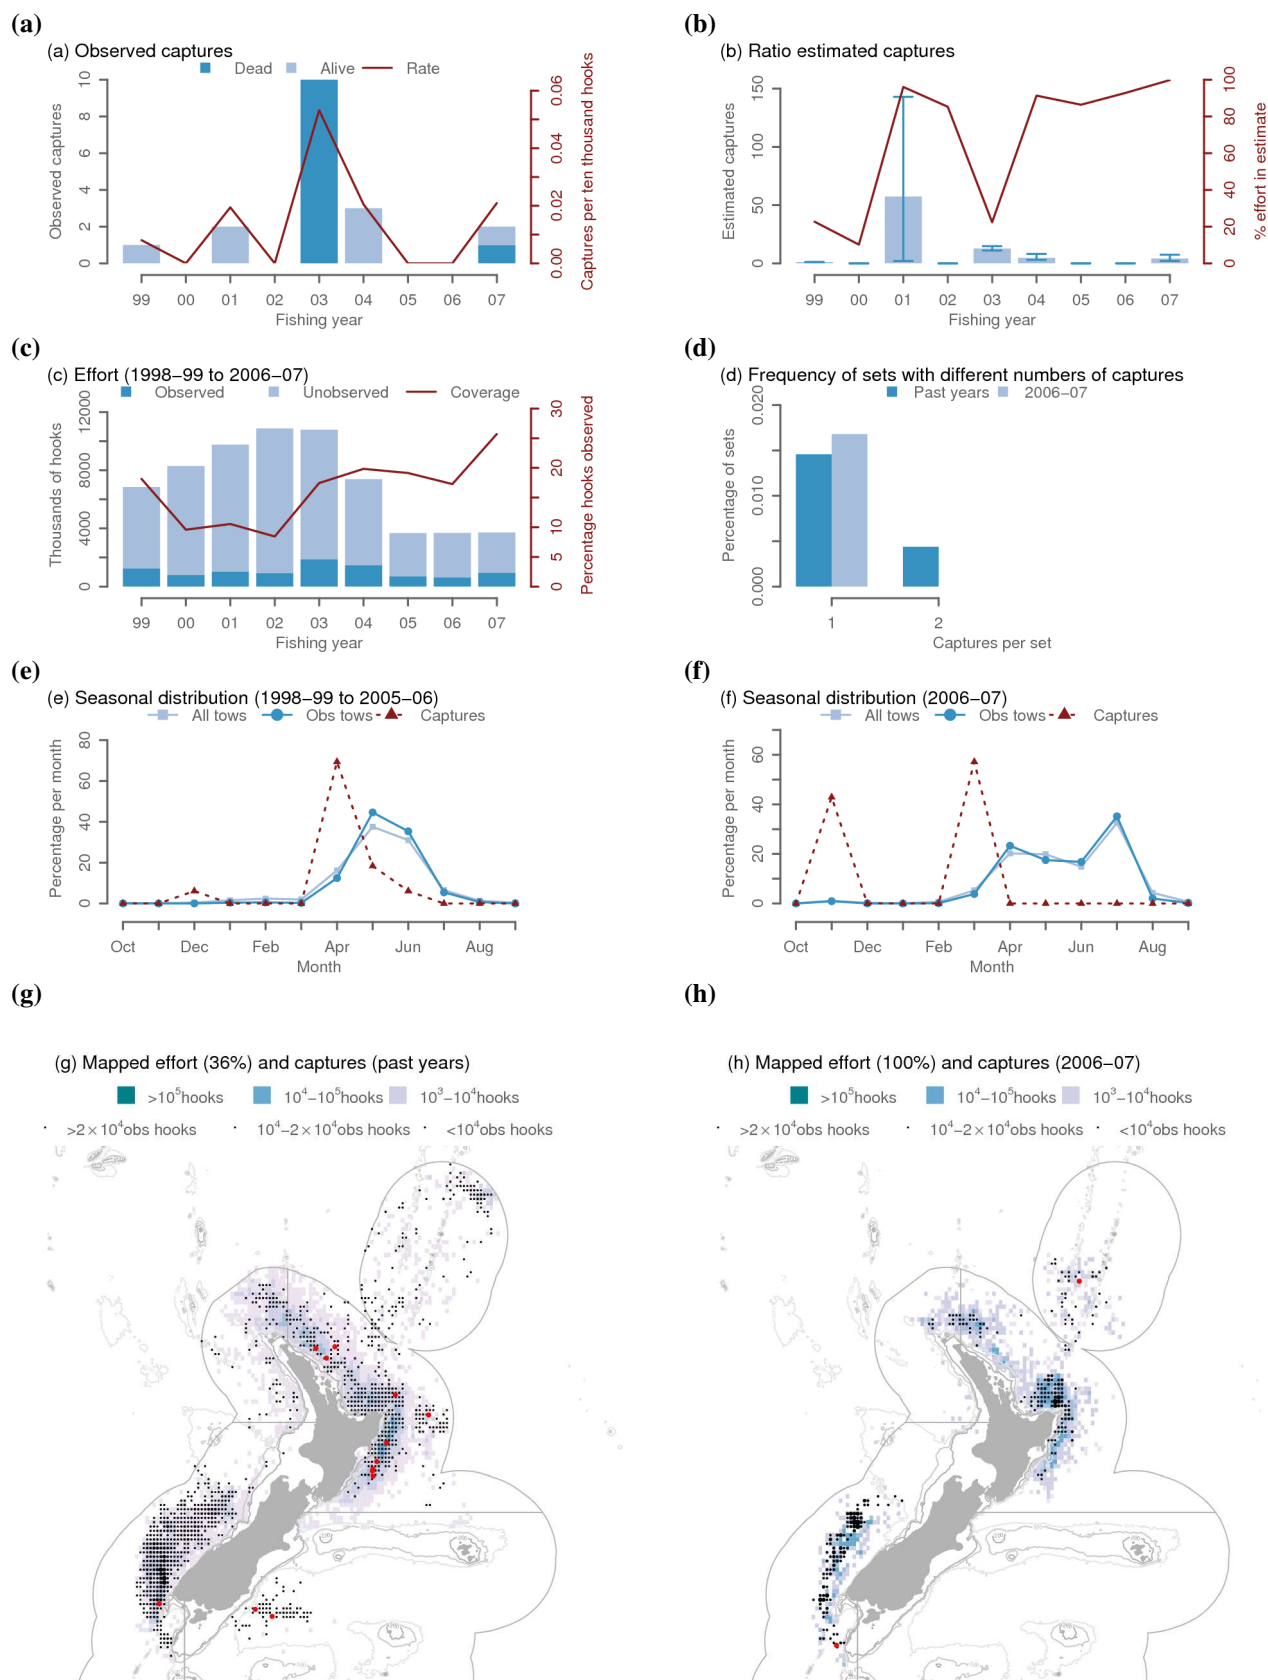 (a)
(a) Observed captures
Dead Alive Rate
Observed captures
0 2 4 6 8 10
Captures per ten thousand hooks
0.00 0.02 0.04 0.06
99 00 01 02 03 04 05 06 07
Fishing year
(b)
(b) Ratio estimated captures
Estimated captures
0 50 100 150
% effort in estimate
0 20 40 60 80 100
99 00 01 02 03 04 05 06 07
Fishing year
(c)
(c) Effort (1998–99 to 2006–07)
Observed Unobserved Coverage
Thousands of hooks
0 4000 8000 12000
Percentage hooks observed
0 5 10 20 30
99 00 01 02 03 04 05 06 07
Fishing year
(d)
(d) Frequency of sets with different numbers of captures
Past years 2006–07
Percentage of sets
0.000 0.010 0.020
1 2
Captures per set
(e)
(e) Seasonal distribution (1998–99 to 2005–06)
All tows Obs tows Captures
Percentage per month
0 20 40 60 80
Oct Dec Feb Apr Jun Aug
Month
(f)
(f) Seasonal distribution (2006–07)
All tows Obs tows Captures
Percentage per month
0 20 40 60
Oct Dec Feb Apr Jun Aug
Month
(g)
(g) Mapped effort (36%) and captures (past years)
>10⁵hooks 10⁴–10⁵hooks 10³–10⁴hooks
>2×10⁴obs hooks 10⁴–2×10⁴obs hooks <10⁴obs hooks
(h)
(h) Mapped effort (100%) and captures (2006–07)
>10⁵hooks 10⁴–10⁵hooks 10³–10⁴hooks
>2×10⁴obs hooks 10⁴–2×10⁴obs hooks <10⁴obs hooks